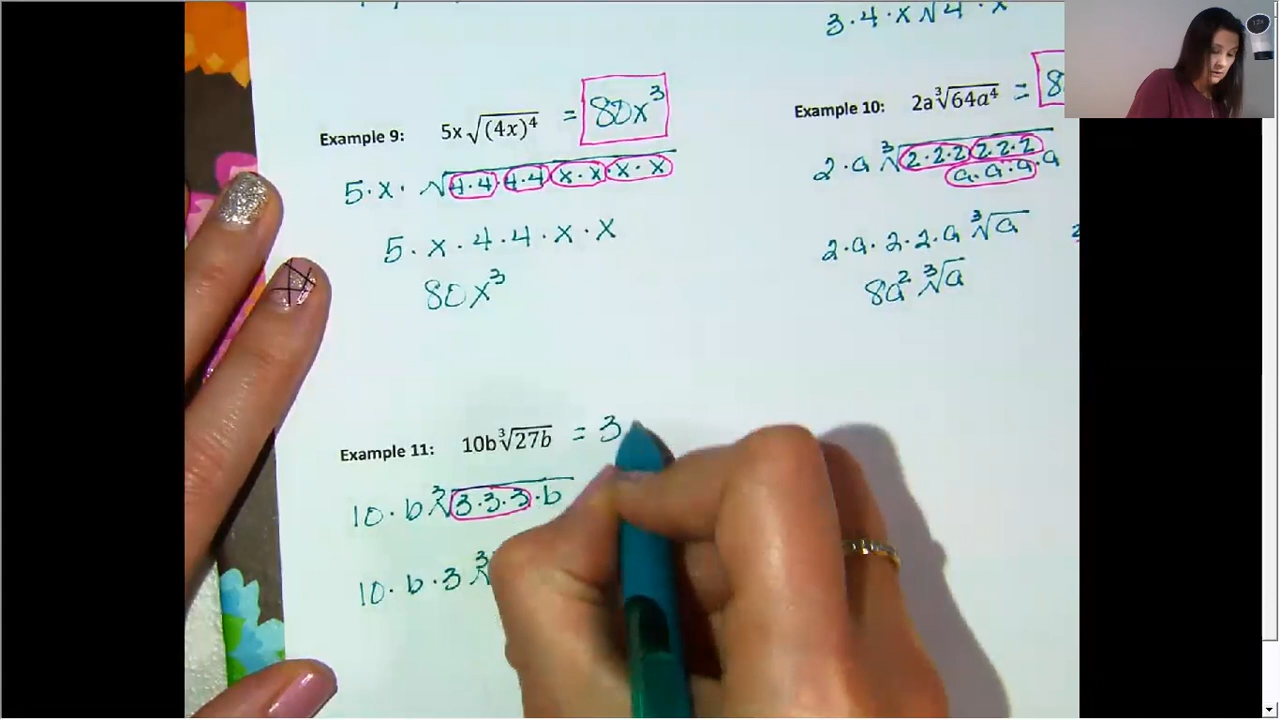 3·4·x√4·x
Example 9: 5x√(4x)⁴ = 80x³
5·x·√4·4·4·4·x·x·x·x
5·x·4·4·x·x
80x³
Example 10: 2a∛64a⁴ = 8
2·a ∛2·2·2·2·2·2
a·a·a·a
2·a·2·2·a ∛a
8a² ∛a
Example 11: 10b∛27b = 3
10·b∛3·3·3·b
10·b·3∛